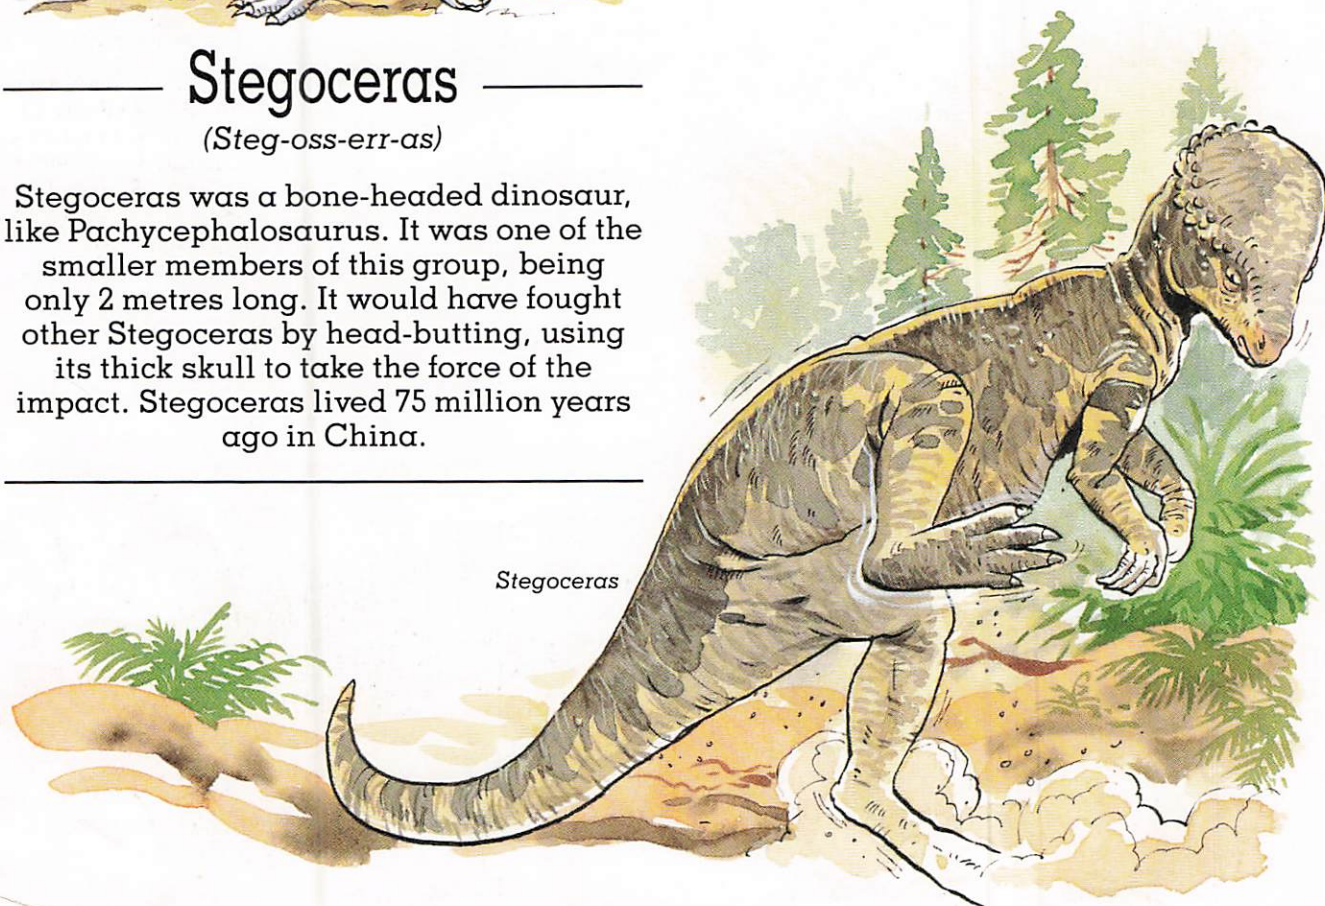 Stegoceras
(Steg-oss-err-as)
Stegoceras was a bone-headed dinosaur,
like Pachycephalosaurus. It was one of the
smaller members of this group, being
only 2 metres long. It would have fought
other Stegoceras by head-butting, using
its thick skull to take the force of the
impact. Stegoceras lived 75 million years
ago in China.
Stegoceras